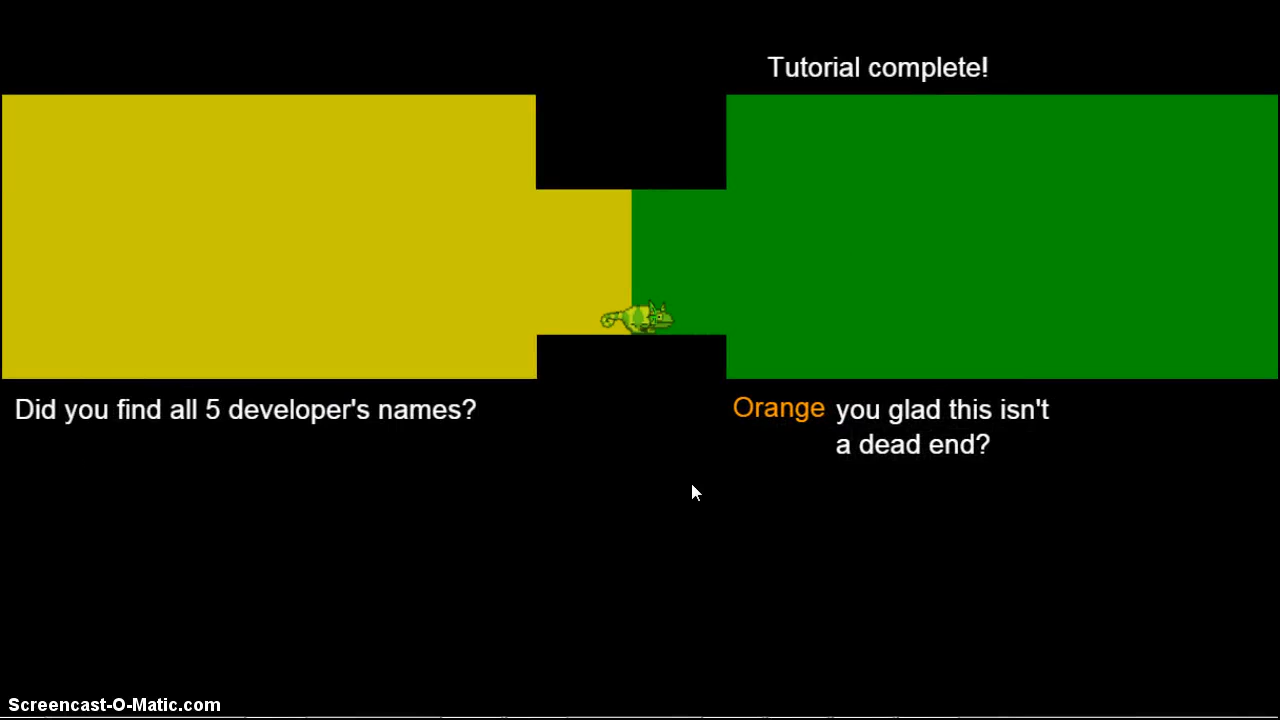 Tutorial complete!
Did you find all 5 developer's names?
Orange you glad this isn't
a dead end?
Screencast-O-Matic.com